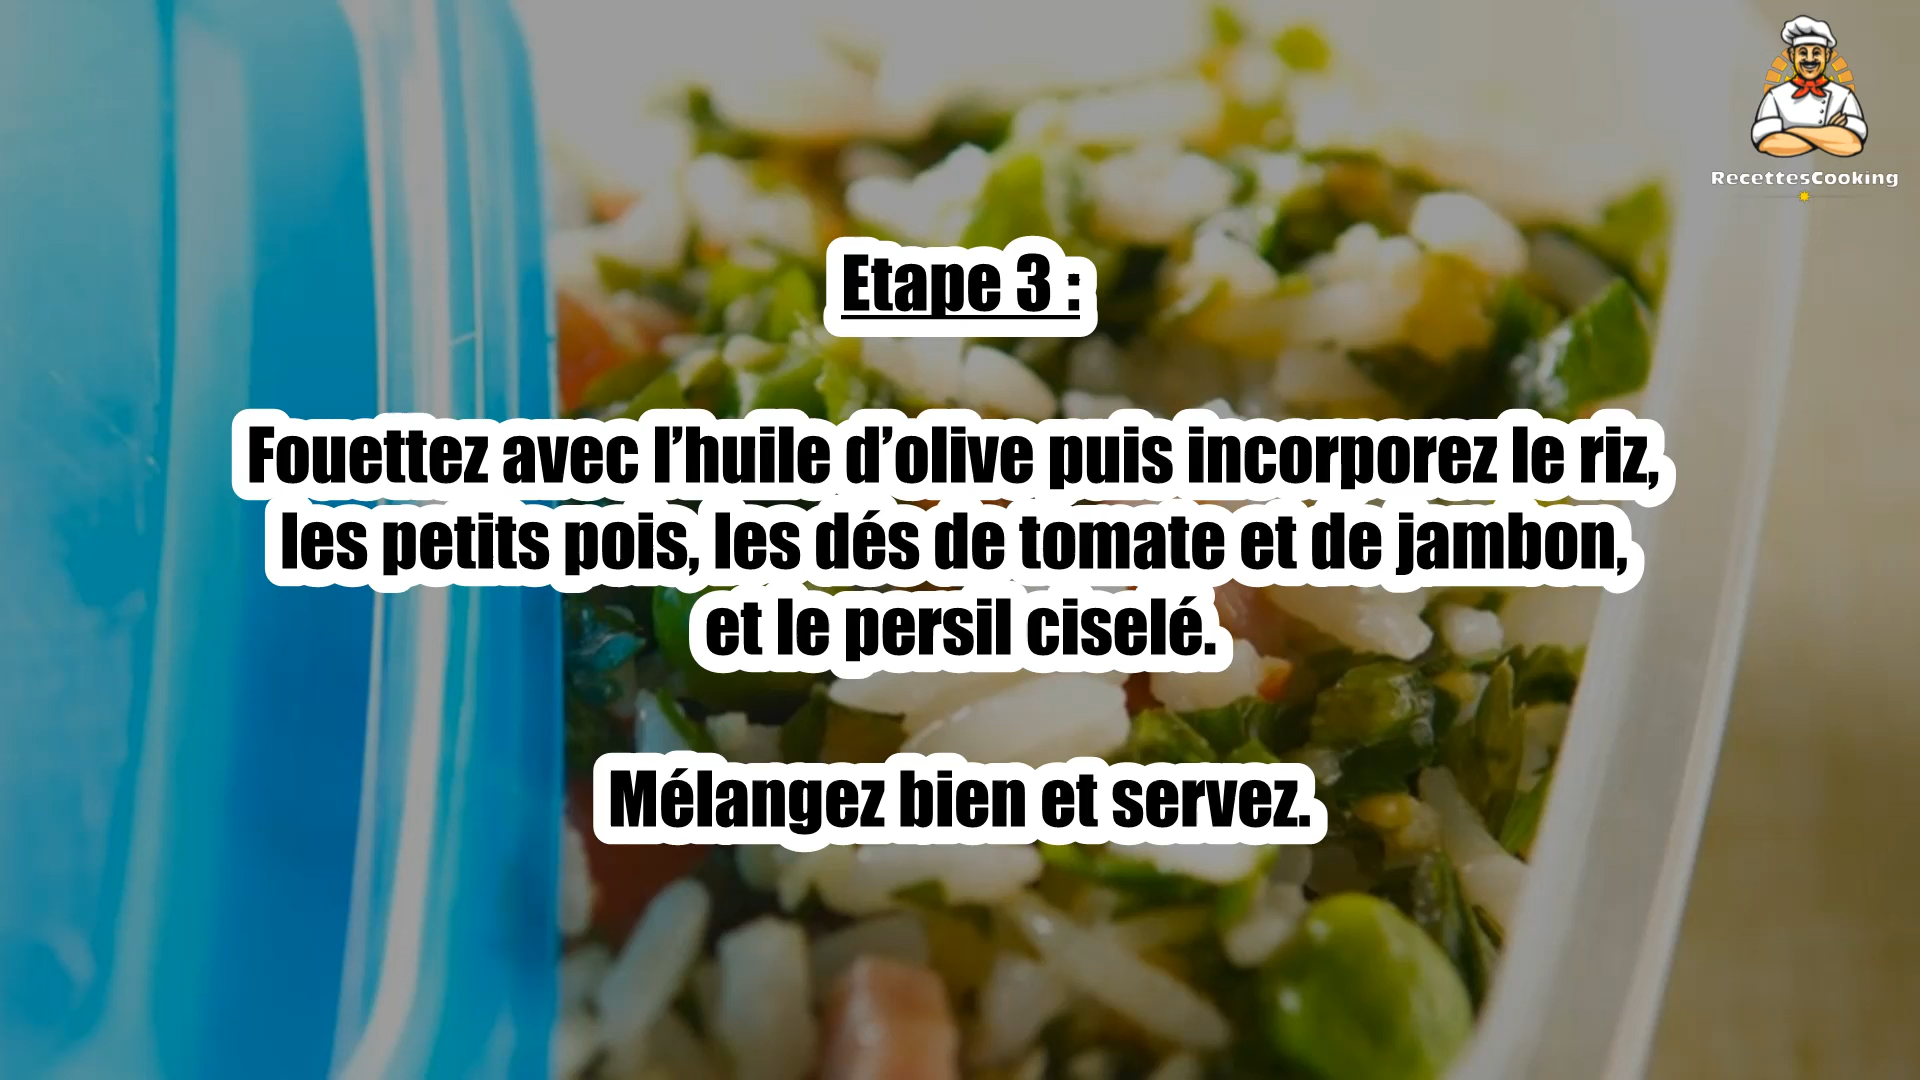 RecettesCooking
Etape 3 :
Fouettez avec l’huile d’olive puis incorporez le riz,
les petits pois, les dés de tomate et de jambon,
et le persil ciselé.
Mélangez bien et servez.